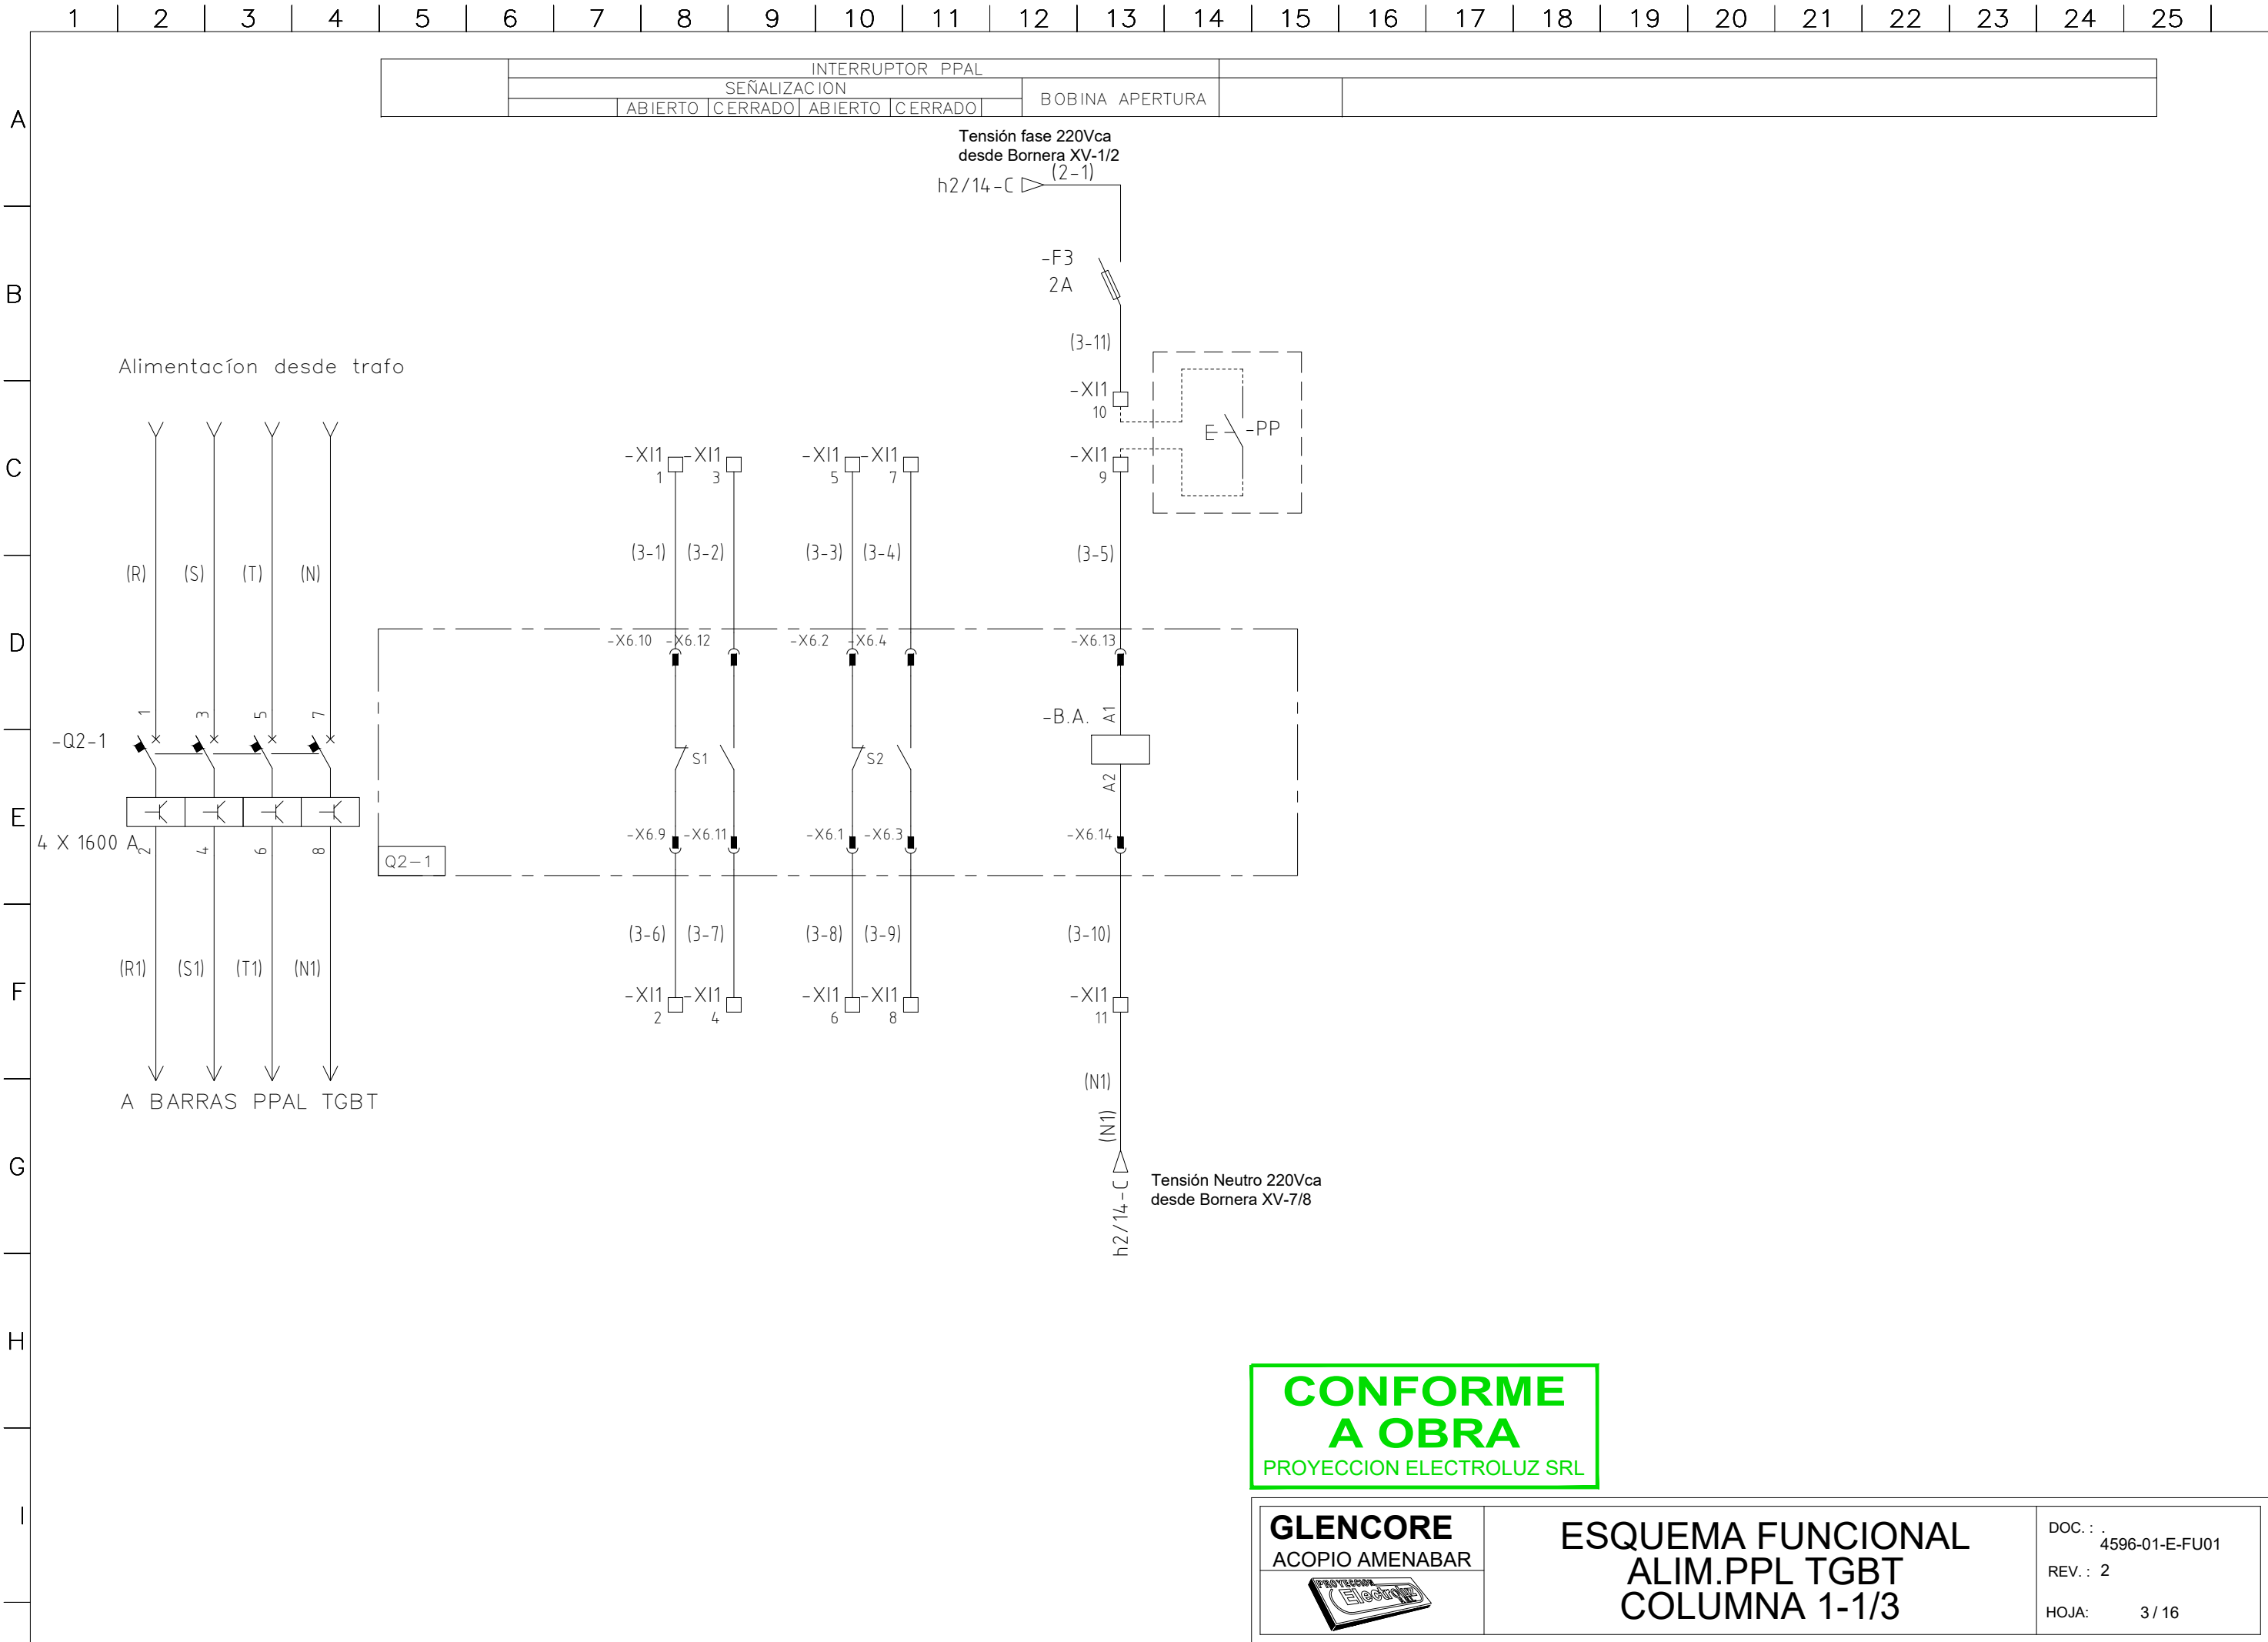 1 2 3 4 5 6 7 8 9 10 11 12 13 14 15 16 17 18 19 20 21 22 23 24 25
INTERRUPTOR PPAL
SEÑALIZACION
BOBINA APERTURA
ABIERTO CERRADO ABIERTO CERRADO
A
Tensión fase 220Vca
desde Bornera XV-1/2
(2-1)
h2/14-C
-F3
2A
B
(3-11)
Alimentacíon desde trafo
-XI1
10
-PP
C
-XI1 -XI1 -XI1 -XI1 -XI1
1 3 5 7 9
(3-1) (3-2) (3-3) (3-4) (3-5)
(R) (S) (T) (N)
D
-X6.10 -X6.12 -X6.2 -X6.4 -X6.13
1 3 5 7
-B.A. A1
-Q2-1
S1 S2
A2
E
-X6.9 -X6.11 -X6.1 -X6.3 -X6.14
4 X 1600 A
2 4 6 8
Q2-1
(3-6) (3-7) (3-8) (3-9) (3-10)
(R1) (S1) (T1) (N1)
F
-XI1 -XI1 -XI1 -XI1 -XI1
2 4 6 8 11
(N1)
A BARRAS PPAL TGBT
(N1)
G
Tensión Neutro 220Vca
desde Bornera XV-7/8
h2/14-C
H
CONFORME
A OBRA
PROYECCION ELECTROLUZ SRL
I
GLENCORE
ACOPIO AMENABAR
PROYECCION
Electroluz
SRL
ESQUEMA FUNCIONAL
ALIM.PPL TGBT
COLUMNA 1-1/3
DOC. : .
4596-01-E-FU01
REV. : 2
HOJA: 3 / 16